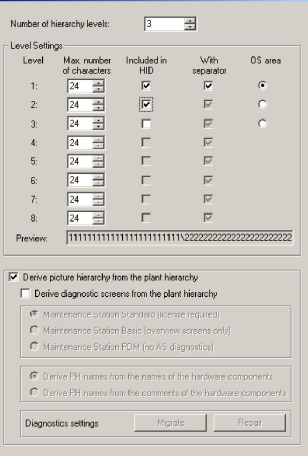 Number of hierarchy levels: 3
Level Settings
Level Max. number of characters Included in HID With separator OS area
1: 24
2: 24
3: 24
4: 24
5: 24
6: 24
7: 24
8: 24
Preview: 111111111111111111111111\22222222222222222222222
Derive picture hierarchy from the plant hierarchy
Derive diagnostic screens from the plant hierarchy
Maintenance Station Standard (license required)
Maintenance Station Basic (overview screens only)
Maintenance Station PDM (no AS diagnostics)
Derive PH names from the names of the hardware components
Derive PH names from the comments of the hardware components
Diagnostics settings Migrate Repair